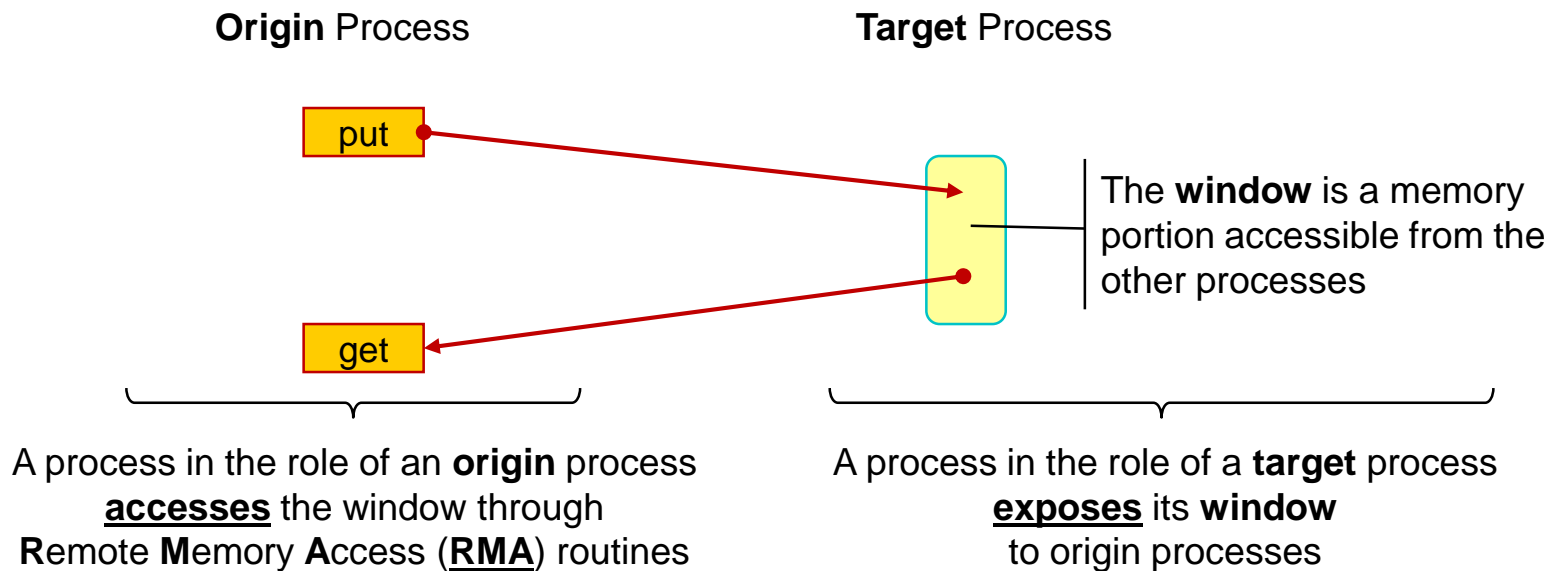 Origin Process
Target Process
put
The window is a memory
portion accessible from the
other processes
get
A process in the role of an origin process
accesses the window through
Remote Memory Access (RMA) routines
A process in the role of a target process
exposes its window
to origin processes